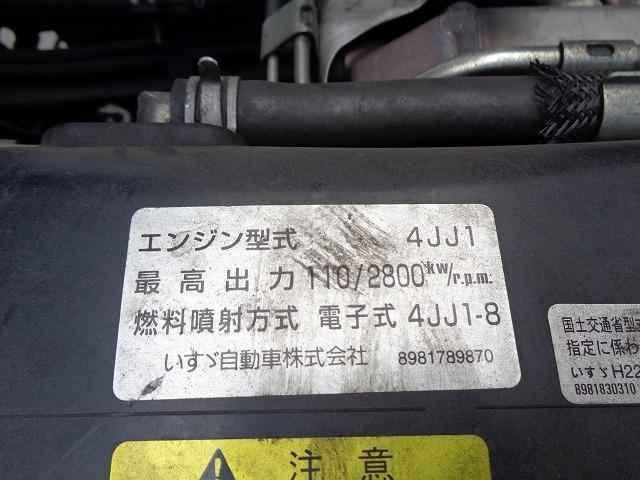 エンジン型式 4JJ1
最高出力 110/2800 kw/r.p.m.
燃料噴射方式 電子式 4JJ1-8
いすゞ自動車株式会社 8981789870
国土交通省型式
指定に係わ
いすゞH22
8981830310
注意